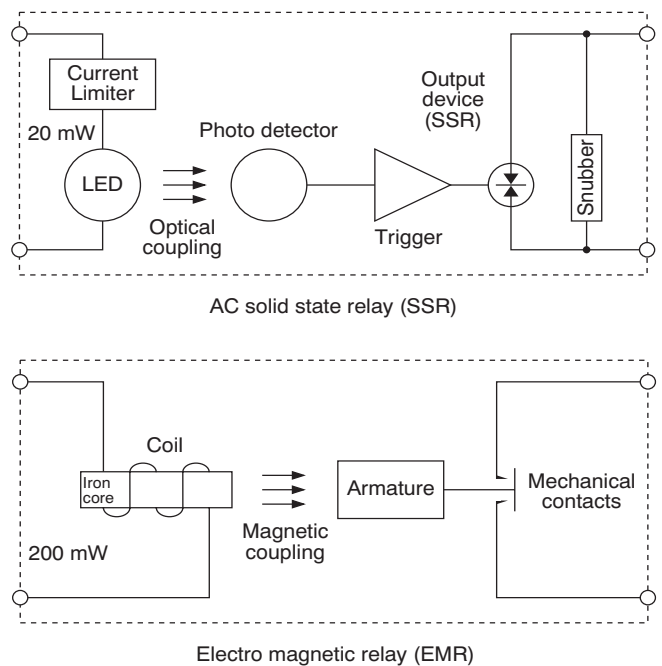 Current
Limiter
20 mW
LED
Optical
coupling
Photo detector
Trigger
Output
device
(SSR)
Snubber
AC solid state relay (SSR)
Coil
Iron
core
200 mW
Magnetic
coupling
Armature
Mechanical
contacts
Electro magnetic relay (EMR)